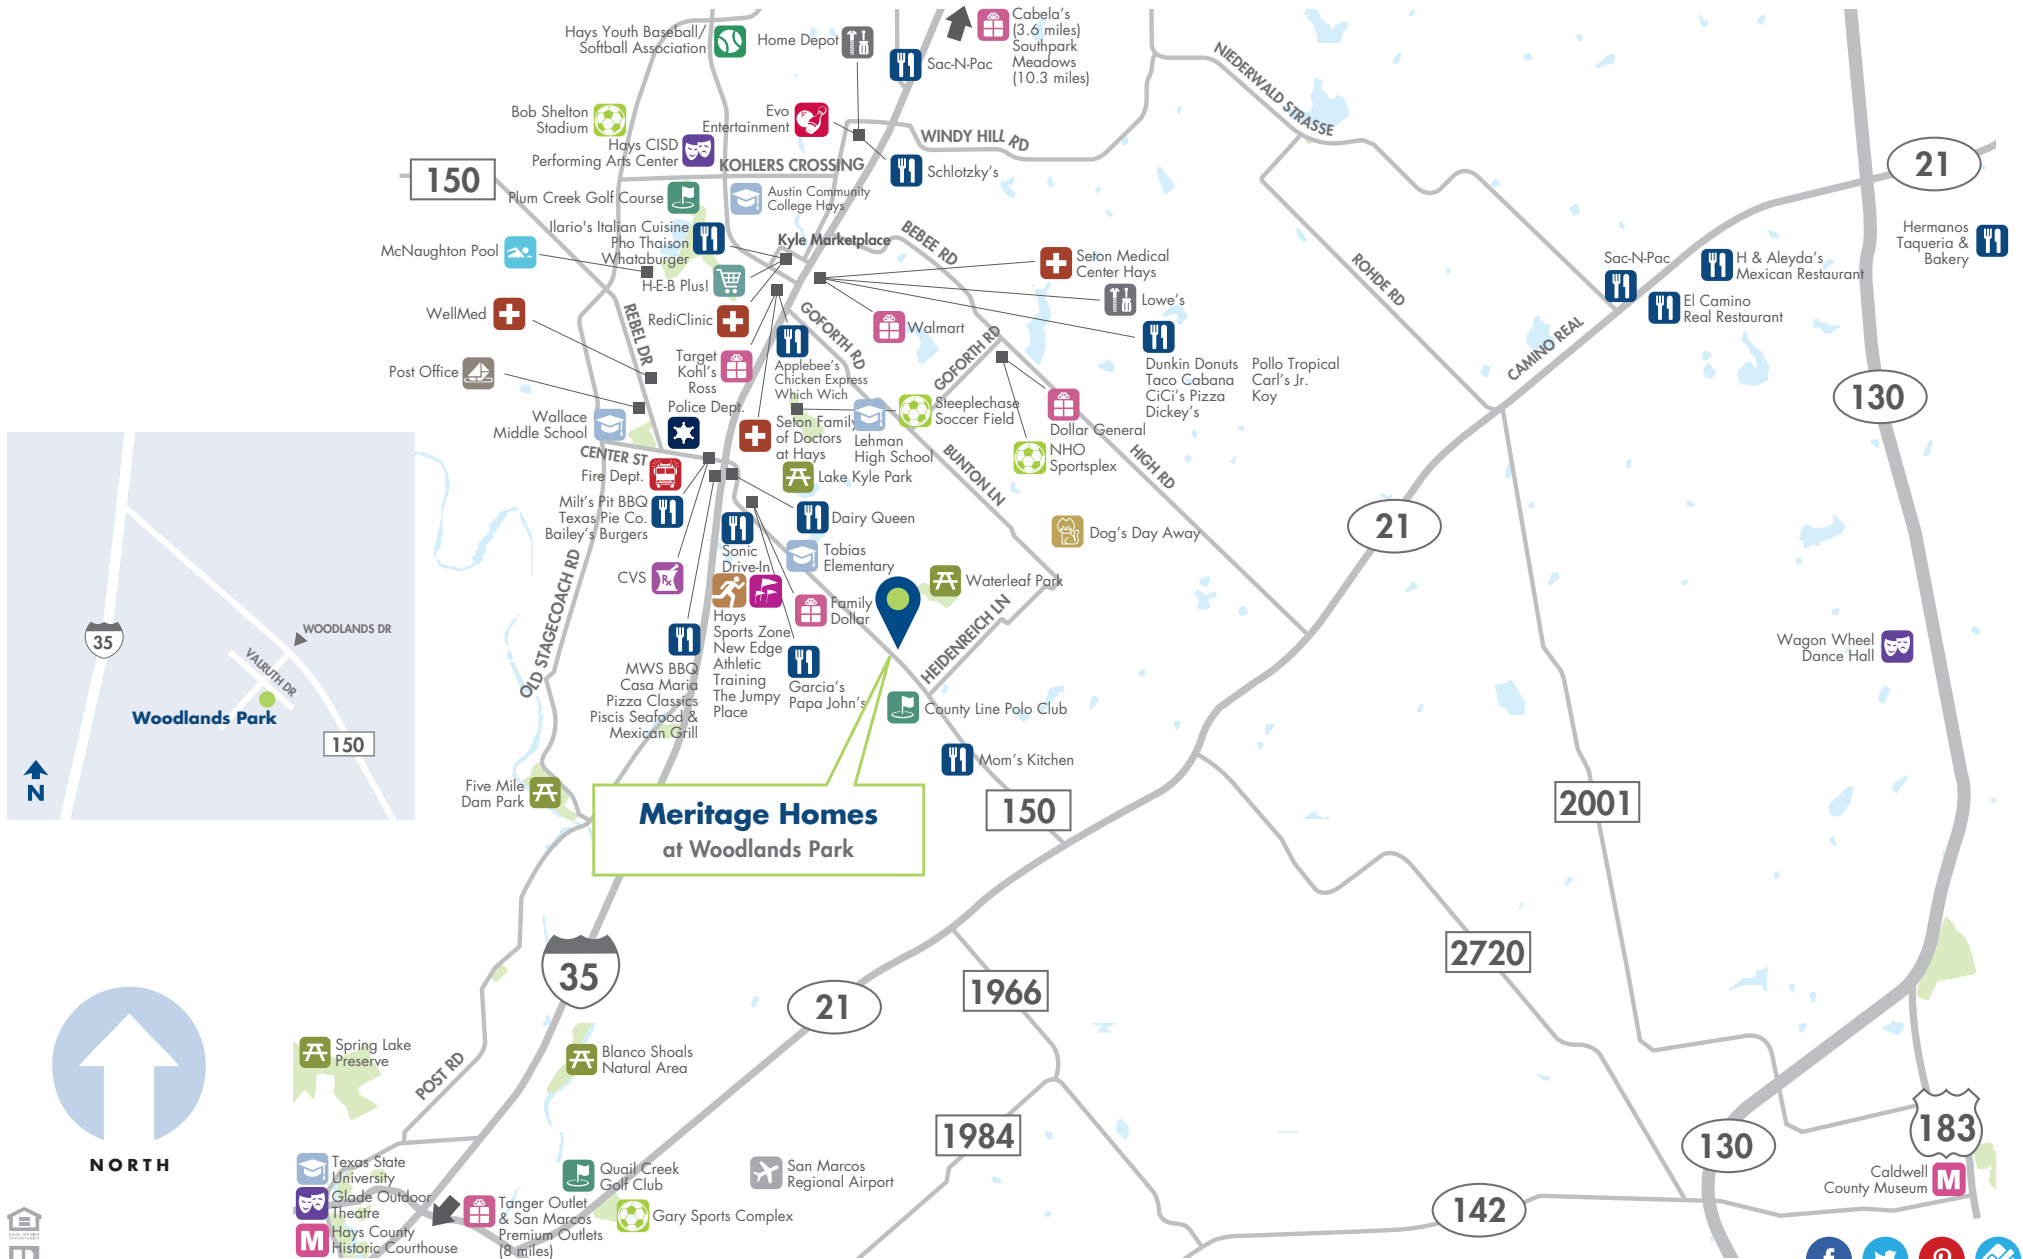 Hays Youth Baseball/
Softball Association
Home Depot
Sac-N-Pac
Cabela's
(3.6 miles)
Southpark
Meadows
(10.3 miles)
NIEDERWALD STRASSE
Bob Shelton
Stadium
Evo
Entertainment
Hays CISD
Performing Arts Center
WINDY HILL RD
KOHLERS CROSSING
Schlotzky's
150
21
Plum Creek Golf Course
Austin Community
College Hays
Ilario's Italian Cuisine
Pho Thaison
Whataburger
Kyle Marketplace
BEBEE RD
McNaughton Pool
H-E-B Plus!
Seton Medical
Center Hays
Lowe's
ROHDE RD
Sac-N-Pac
H & Aleyda's
Mexican Restaurant
El Camino
Real Restaurant
Hermanos
Taqueria &
Bakery
WellMed
REBEL DR
RediClinic
GOFORTH RD
Walmart
GOFORTH RD
CAMINO REAL
Post Office
Target
Kohl's
Ross
Applebee's
Chicken Express
Which Wich
Dunkin Donuts
Taco Cabana
CiCi's Pizza
Dickey's
Pollo Tropical
Carl's Jr.
Koy
130
Wallace
Middle School
Police Dept.
Seton Family
of Doctors
at Hays
Lehman
High School
Steeplechase
Soccer Field
Dollar General
NHO
Sportsplex
HIGH RD
CENTER ST
Fire Dept.
Lake Kyle Park
BUNTON LN
Milt's Pit BBQ
Texas Pie Co.
Bailey's Burgers
Dairy Queen
Dog's Day Away
21
Sonic
Drive-In
Tobias
Elementary
CVS
Rx
Waterleaf Park
OLD STAGECOACH RD
Hays
Sports Zone
New Edge
Athletic
Training
The Jumpy
Place
Family
Dollar
HEIDENREICH LN
Wagon Wheel
Dance Hall
MWS BBQ
Casa Maria
Pizza Classics
Piscis Seafood &
Mexican Grill
Garcia's
Papa John's
County Line Polo Club
Mom's Kitchen
35
WOODLANDS DR
VALRUTH DR
Woodlands Park
150
N
Five Mile
Dam Park
Meritage Homes
at Woodlands Park
150
2001
2720
35
21
1966
1984
NORTH
Spring Lake
Preserve
POST RD
Blanco Shoals
Natural Area
Texas State
University
Glade Outdoor
Theatre
M
Hays County
Historic Courthouse
Tanger Outlet
& San Marcos
Premium Outlets
(8 miles)
Quail Creek
Golf Club
Gary Sports Complex
San Marcos
Regional Airport
130
183
142
Caldwell
County Museum
M